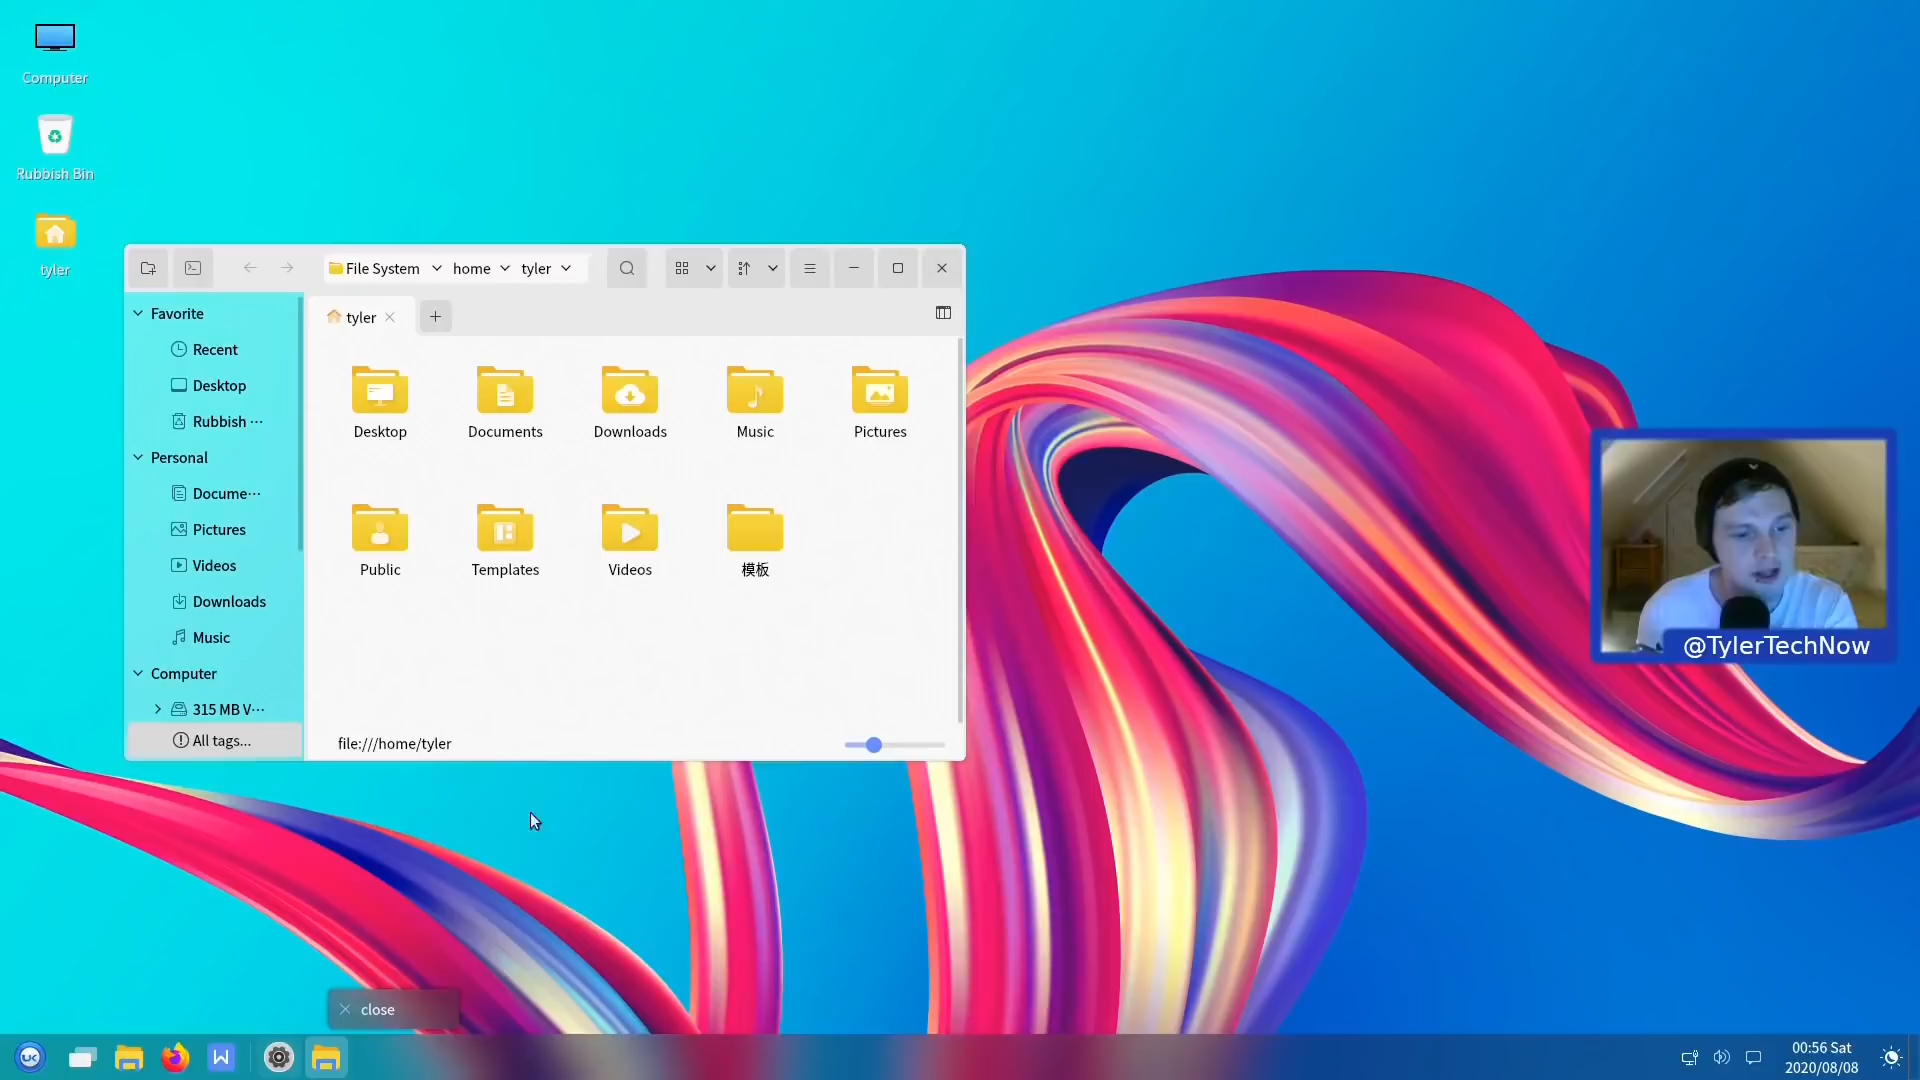 Computer
Rubbish Bin
tyler
File System
home
tyler
Favorite
Recent
Desktop
Rubbish ···
Personal
Docume···
Pictures
Videos
Downloads
Music
Computer
315 MB V···
All tags...
tyler
Desktop
Documents
Downloads
Music
Pictures
Public
Templates
Videos
模板
file:///home/tyler
@TylerTechNow
close
UK
W
00:56 Sat
2020/08/08